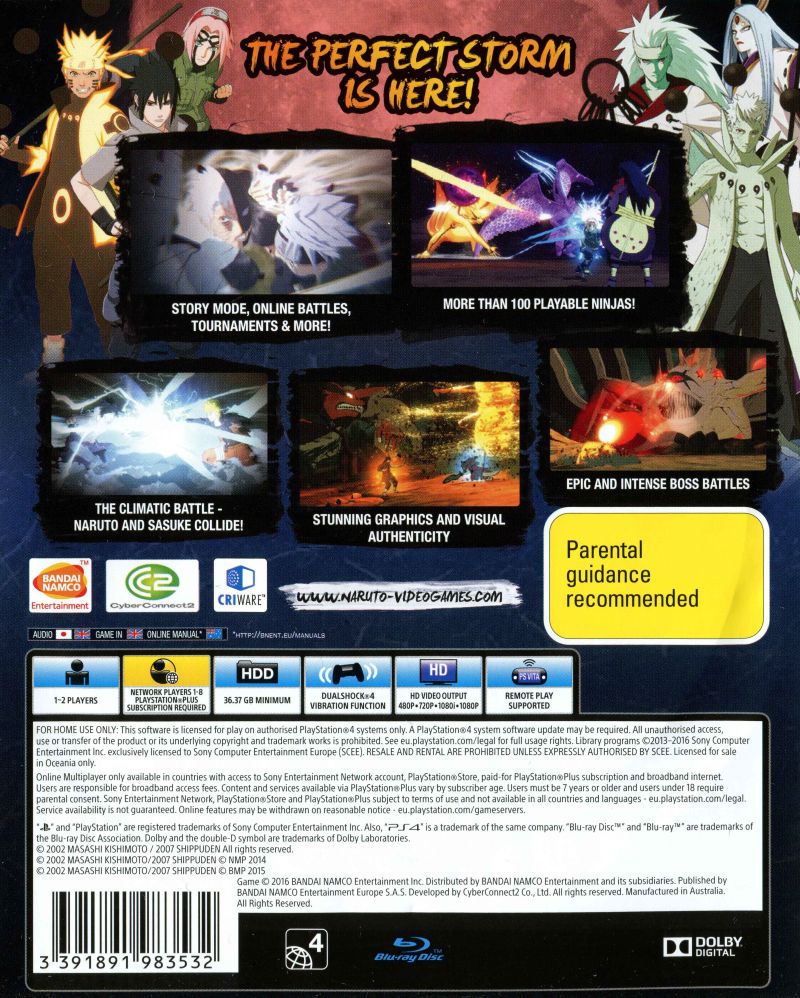 THE PERFECT STORM
IS HERE!
STORY MODE, ONLINE BATTLES,
TOURNAMENTS & MORE!
MORE THAN 100 PLAYABLE NINJAS!
THE CLIMATIC BATTLE -
NARUTO AND SASUKE COLLIDE!
STUNNING GRAPHICS AND VISUAL
AUTHENTICITY
EPIC AND INTENSE BOSS BATTLES
Parental
guidance
recommended
BANDAI
NAMCO
Entertainment
TM
CyberConnect2
CRIWARE™
WWW.NARUTO-VIDEOGAMES.COM
AUDIO GAME IN ONLINE MANUAL* *HTTP://BNENT.EU/MANUALS
1-2 PLAYERS
NETWORK PLAYERS 1-8
PLAYSTATION®PLUS
SUBSCRIPTION REQUIRED
HDD
36.37 GB MINIMUM
DUALSHOCK®4
VIBRATION FUNCTION
HD
HD VIDEO OUTPUT
480P•720P•1080i•1080P
PS VITA
REMOTE PLAY
SUPPORTED
FOR HOME USE ONLY: This software is licensed for play on authorised PlayStation®4 systems only. A PlayStation®4 system software update may be required. All unauthorised access,
use or transfer of the product or its underlying copyright and trademark works is prohibited. See eu.playstation.com/legal for full usage rights. Library programs ©2013-2016 Sony Computer
Entertainment Inc. exclusively licensed to Sony Computer Entertainment Europe (SCEE). RESALE AND RENTAL ARE PROHIBITED UNLESS EXPRESSLY AUTHORISED BY SCEE. Licensed for sale
in Oceania only.
Online Multiplayer only available in countries with access to Sony Entertainment Network account, PlayStation®Store, paid-for PlayStation®Plus subscription and broadband internet.
Users are responsible for broadband access fees. Content and services available via PlayStation®Plus vary by subscriber age. Users must be 7 years or older and users under 18 require
parental consent. Sony Entertainment Network, PlayStation®Store and PlayStation®Plus subject to terms of use and not available in all countries and languages - eu.playstation.com/legal.
Service availability is not guaranteed. Online features may be withdrawn on reasonable notice - eu.playstation.com/gameservers.
" " and "PlayStation" are registered trademarks of Sony Computer Entertainment Inc. Also, "PS4" is a trademark of the same company. "Blu-ray Disc™" and "Blu-ray™" are trademarks of
the Blu-ray Disc Association. Dolby and the double-D symbol are trademarks of Dolby Laboratories.
© 2002 MASASHI KISHIMOTO / 2007 SHIPPUDEN All rights reserved.
© 2002 MASASHI KISHIMOTO/2007 SHIPPUDEN © NMP 2014
© 2002 MASASHI KISHIMOTO/2007 SHIPPUDEN © BMP 2015
Game © 2016 BANDAI NAMCO Entertainment Inc. Distributed by BANDAI NAMCO Entertainment and its subsidiaries. Published by
BANDAI NAMCO Entertainment Europe S.A.S. Developed by CyberConnect2 Co., Ltd. All rights reserved. Manufactured in Australia.
All Rights Reserved.
3 391891 983532
4
Blu-ray Disc™
DOLBY
DIGITAL